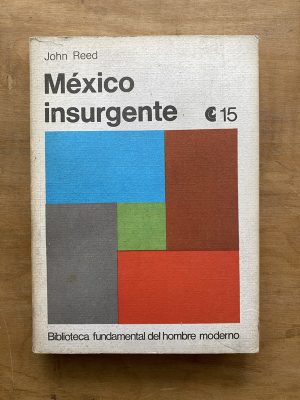 John Reed
México
insurgente
15
Biblioteca fundamental del hombre moderno